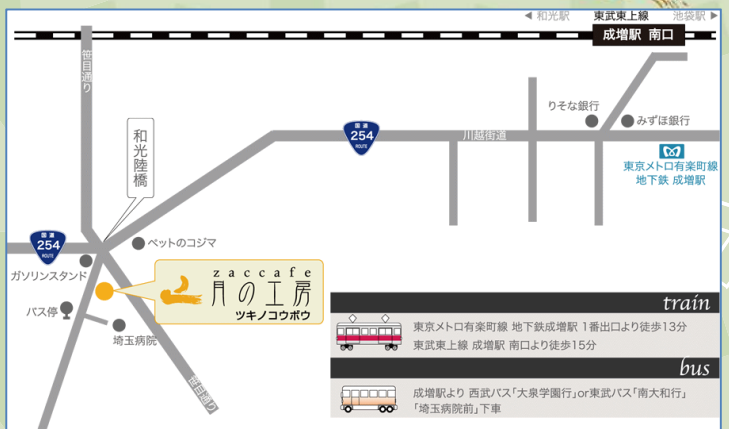 ◀ 和光駅 東武東上線 池袋駅 ▶
成増駅 南口
笹目通り
りそな銀行
みずほ銀行
国道
254
ROUTE
川越街道
和光陸橋
東京メトロ有楽町線
地下鉄 成増駅
国道
254
ROUTE
ペットのコジマ
ガソリンスタンド
zaccafe
月の工房
ツキノコウボウ
バス停
埼玉病院
笹目通り
train
東京メトロ有楽町線 地下鉄成増駅 1番出口より徒歩13分
東武東上線 成増駅 南口より徒歩15分
bus
成増駅より 西武バス「大泉学園行」or東武バス「南大和行」
「埼玉病院前」下車